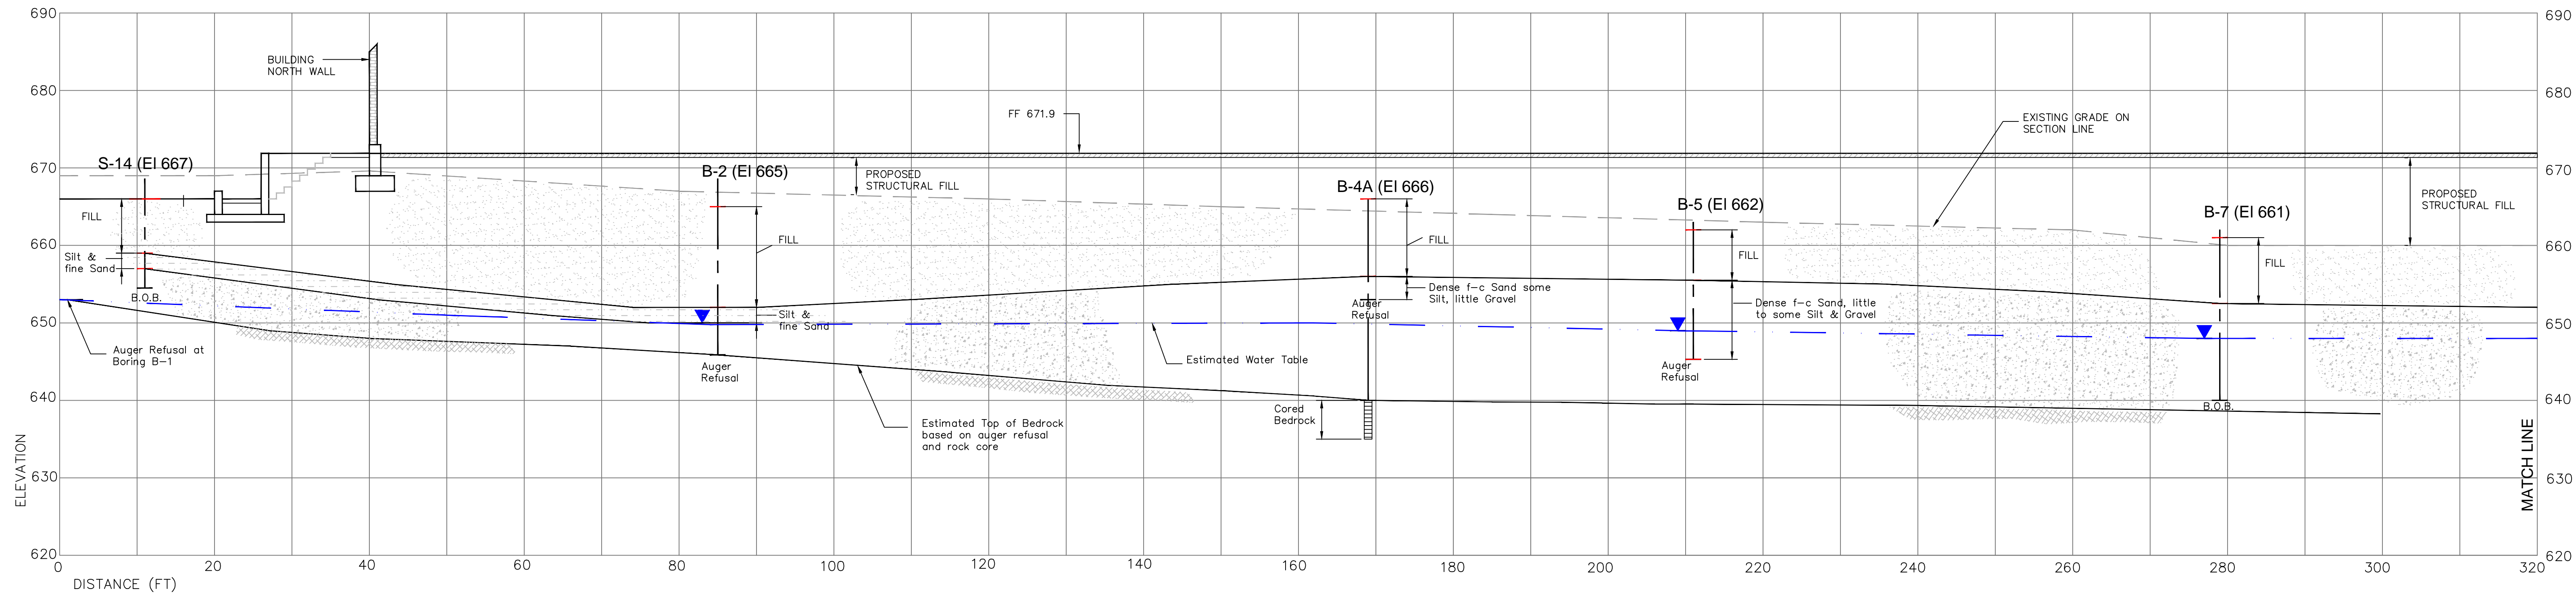 690
690
BUILDING
NORTH WALL
680
680
FF 671.9
EXISTING GRADE ON
SECTION LINE
S-14 (El 667)
670
B-2 (El 665)
670
PROPOSED
STRUCTURAL FILL
B-4A (El 666)
B-5 (El 662)
B-7 (El 661)
PROPOSED
STRUCTURAL FILL
FILL
FILL
FILL
FILL
FILL
660
660
Silt &
fine Sand
B.O.B.
Silt &
fine Sand
Auger
Refusal
Dense f-c Sand some
Silt, little Gravel
Dense f-c Sand, little
to some Silt & Gravel
650
650
Auger Refusal at
Boring B-1
Auger
Refusal
Estimated Water Table
Auger
Refusal
640
640
Cored
Bedrock
B.O.B.
Estimated Top of Bedrock
based on auger refusal
and rock core
ELEVATION
630
630
MATCH LINE
620
620
0
20
40
60
80
100
120
140
160
180
200
220
240
260
280
300
320
DISTANCE (FT)